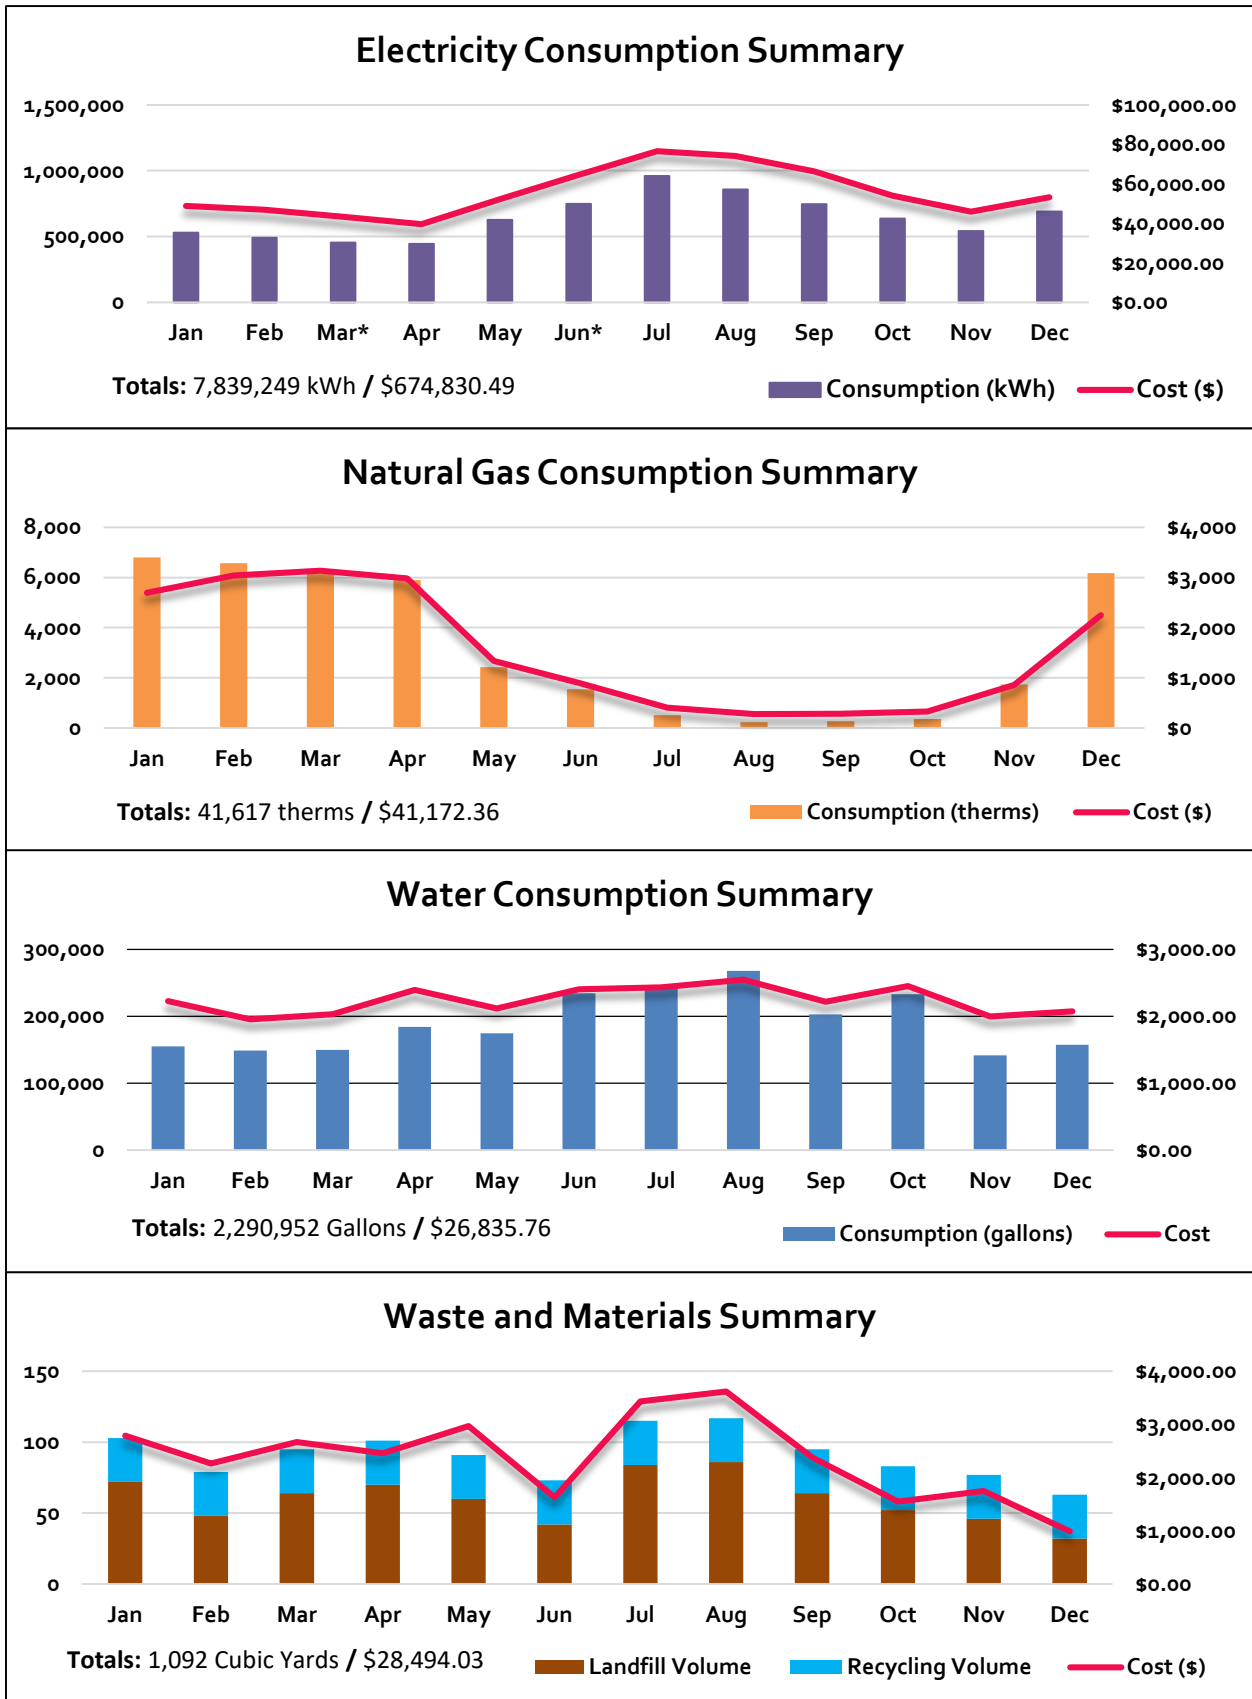 Electricity Consumption Summary
1,500,000
1,000,000
500,000
0
$100,000.00
$80,000.00
$60,000.00
$40,000.00
$20,000.00
$0.00
Jan Feb Mar* Apr May Jun* Jul Aug Sep Oct Nov Dec
Totals: 7,839,249 kWh / $674,830.49
Consumption (kWh) Cost ($)
Natural Gas Consumption Summary
8,000
6,000
4,000
2,000
0
$4,000
$3,000
$2,000
$1,000
$0
Jan Feb Mar Apr May Jun Jul Aug Sep Oct Nov Dec
Totals: 41,617 therms / $41,172.36
Consumption (therms) Cost ($)
Water Consumption Summary
300,000
200,000
100,000
0
$3,000.00
$2,000.00
$1,000.00
$0.00
Jan Feb Mar Apr May Jun Jul Aug Sep Oct Nov Dec
Totals: 2,290,952 Gallons / $26,835.76
Consumption (gallons) Cost
Waste and Materials Summary
150
100
50
0
$4,000.00
$3,000.00
$2,000.00
$1,000.00
$0.00
Jan Feb Mar Apr May Jun Jul Aug Sep Oct Nov Dec
Totals: 1,092 Cubic Yards / $28,494.03
Landfill Volume Recycling Volume Cost ($)